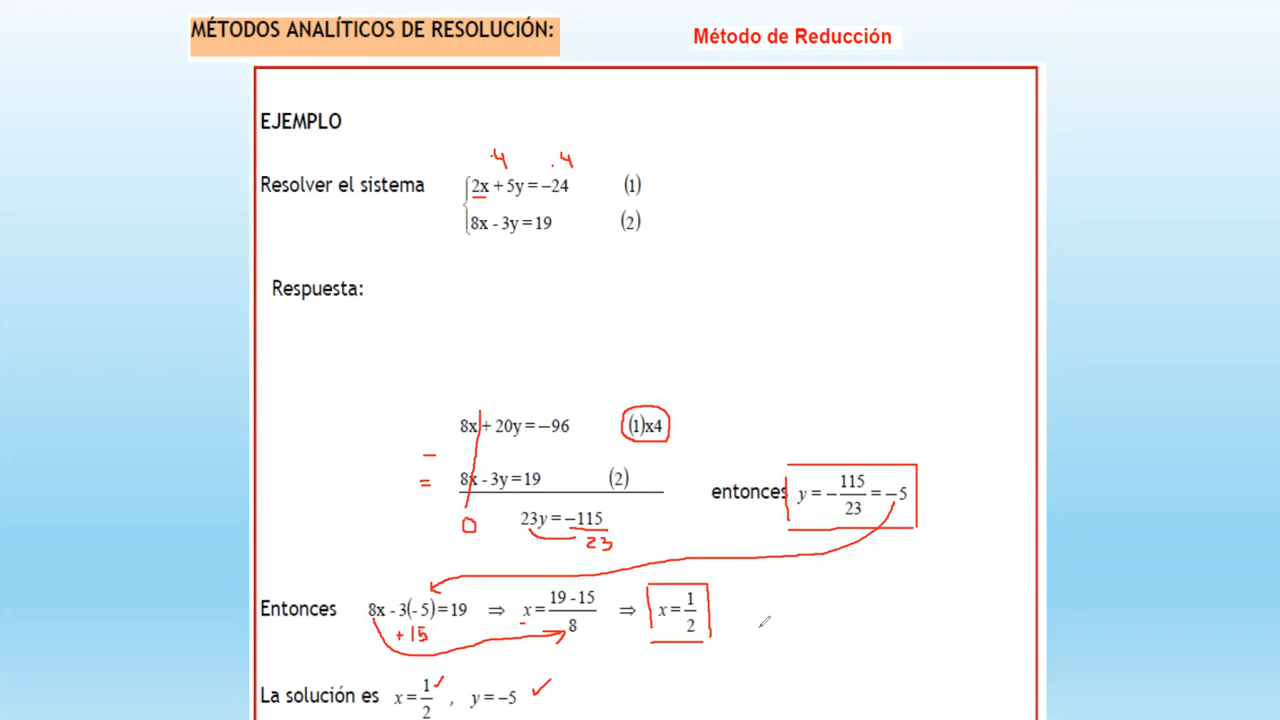 MÉTODOS ANALÍTICOS DE RESOLUCIÓN:
Método de Reducción
EJEMPLO
.4 .4
Resolver el sistema
2x + 5y = −24 (1)
8x - 3y = 19 (2)
Respuesta:
8x + 20y = −96 (1)x4
−
= 8x - 3y = 19 (2)
entonces y = − 115/23 = −5
0 23y = −115
23
Entonces 8x - 3(- 5) = 19 ⇒ x = 19 - 15/8 ⇒ x = 1/2
+15
La solución es x = 1/2 , y = −5